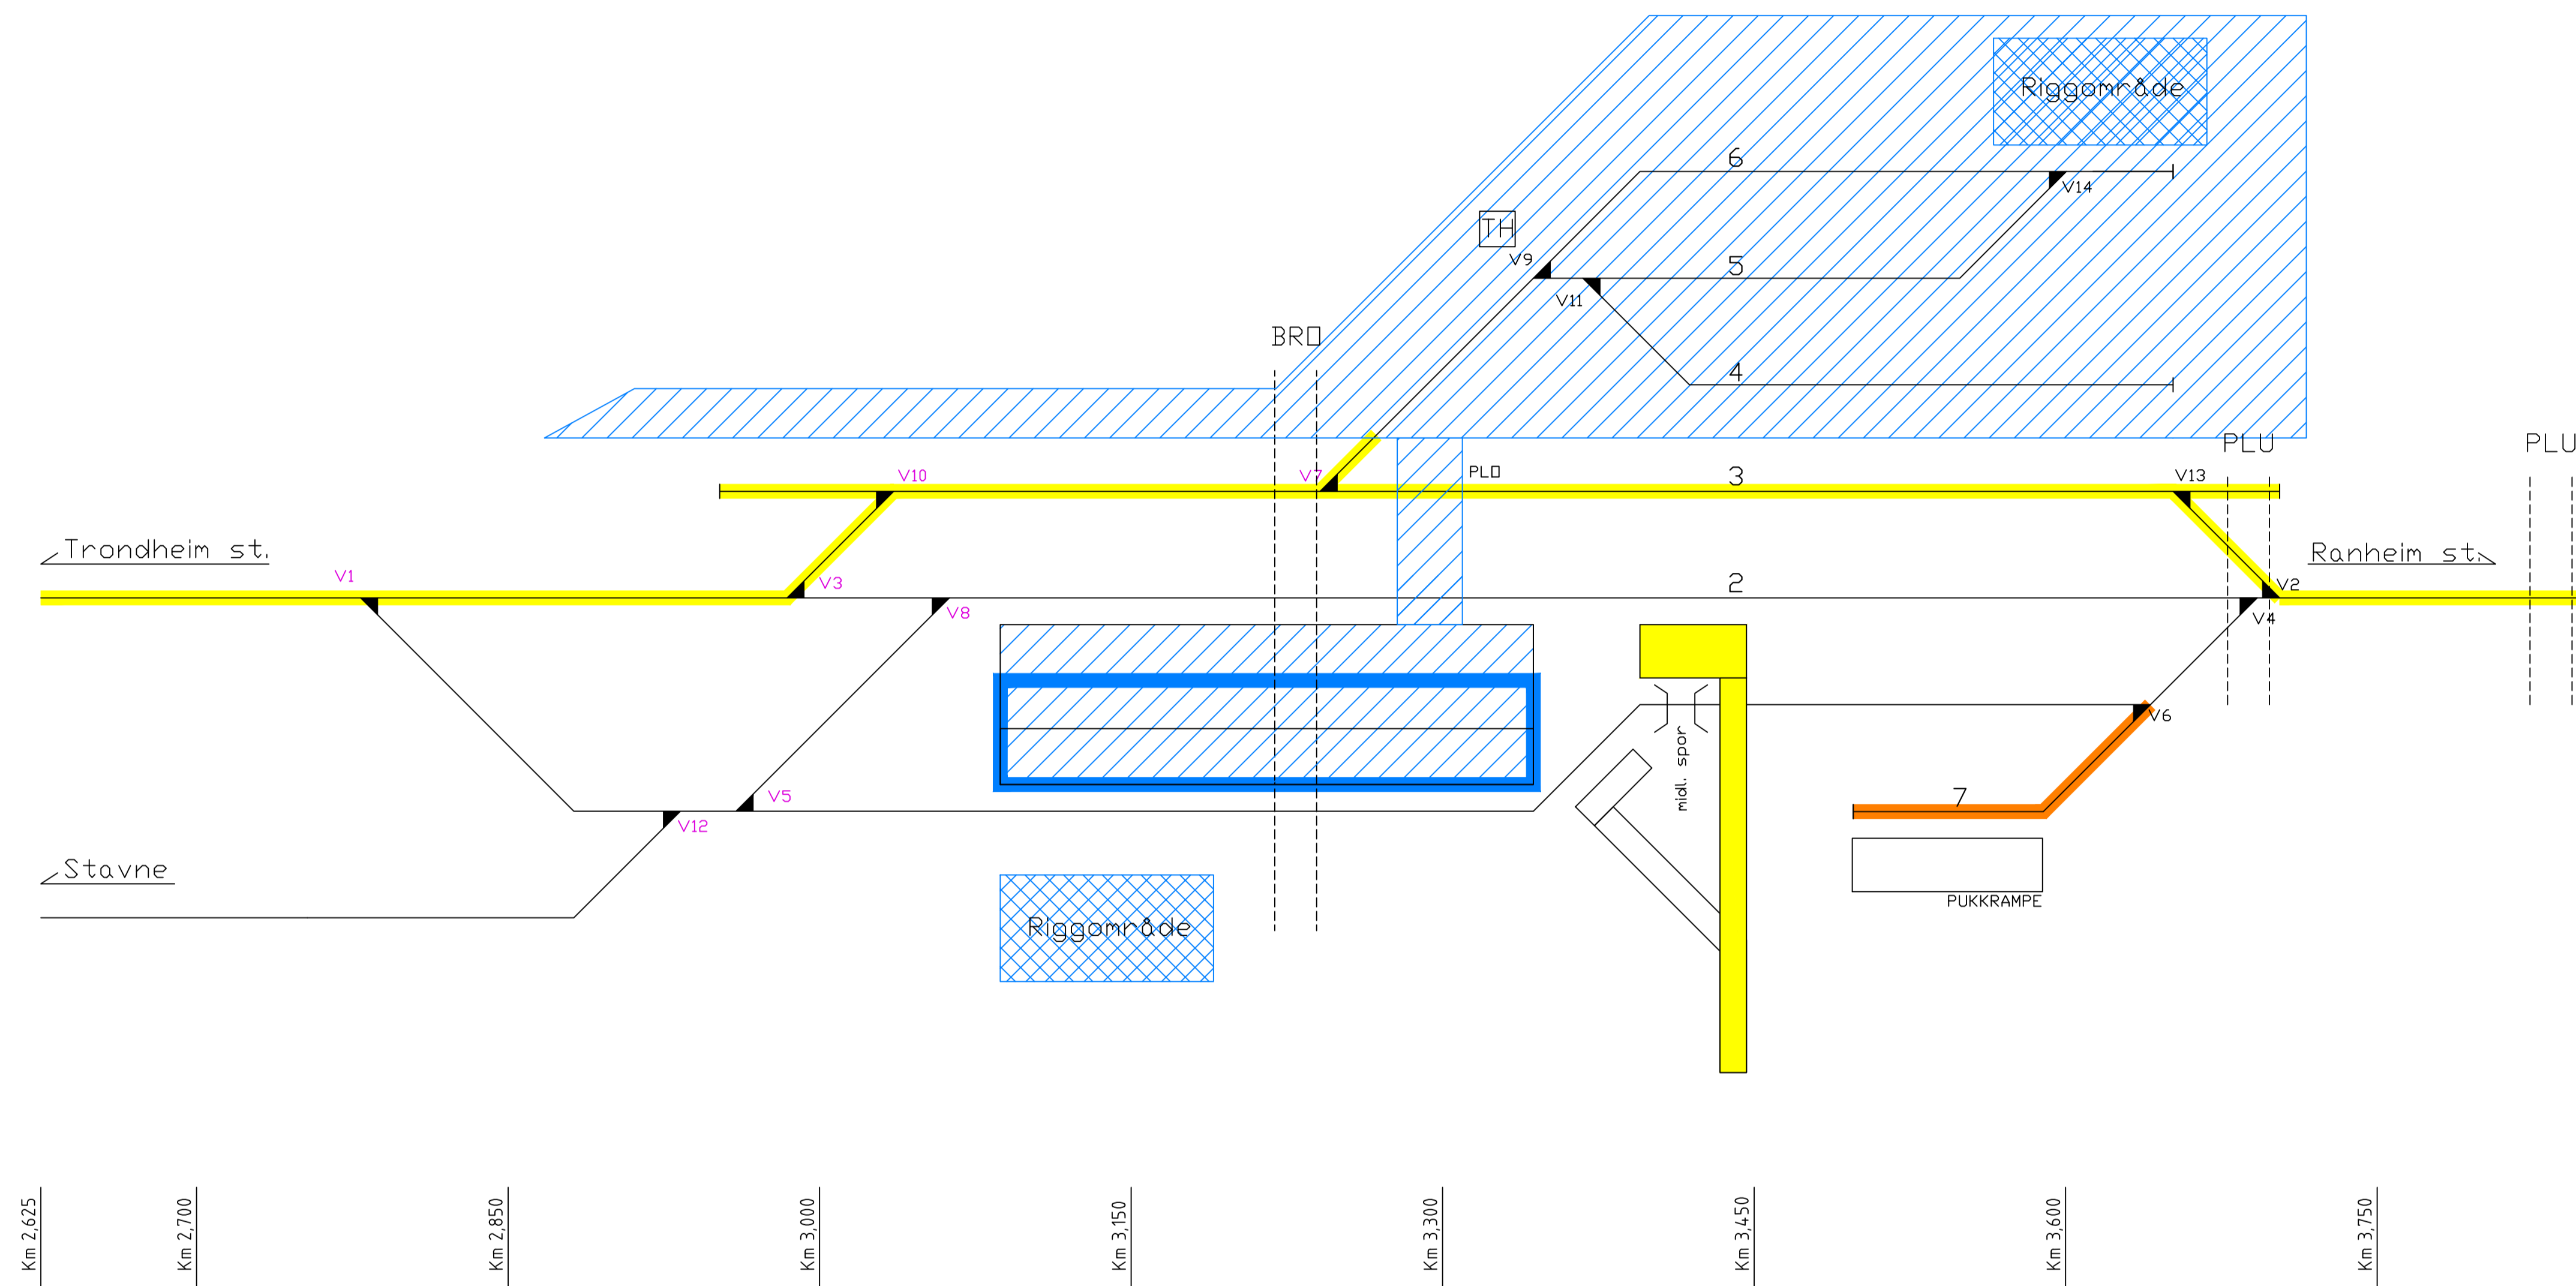 Riggområde
6
V14
TH
V9
5
V11
BRO
4
PLU
PLU
V10
V7
PLO
3
V13
Trondheim st.
Ranheim st.
V1
V3
2
V2
V8
V4
V6
midl. spor
V5
7
V12
Stavne
PUKKRAMPE
Riggområde
Km 2,625
Km 2,700
Km 2,850
Km 3,000
Km 3,150
Km 3,300
Km 3,450
Km 3,600
Km 3,750